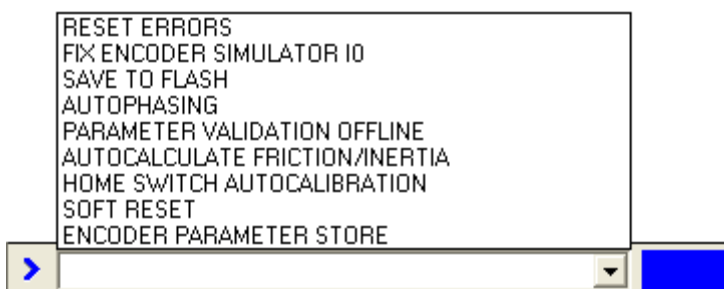 RESET ERRORS
FIX ENCODER SIMULATOR I0
SAVE TO FLASH
AUTOPHASING
PARAMETER VALIDATION OFFLINE
AUTOCALCULATE FRICTION/INERTIA
HOME SWITCH AUTOCALIBRATION
SOFT RESET
ENCODER PARAMETER STORE